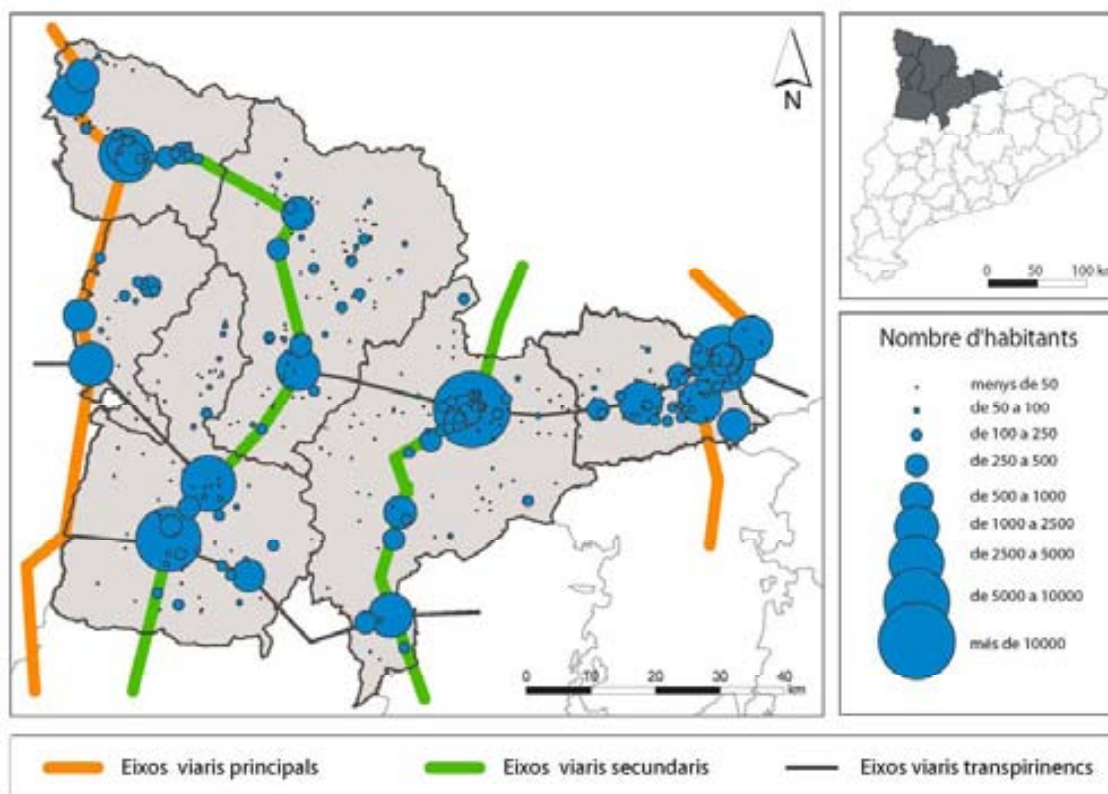 N
0 10 20 30 40
km
0 50 100 km
Nombre d'habitants
menys de 50
de 50 a 100
de 100 a 250
de 250 a 500
de 500 a 1000
de 1000 a 2500
de 2500 a 5000
de 5000 a 10000
més de 10000
Eixos viaris principals
Eixos viaris secundaris
Eixos viaris transpirinencs